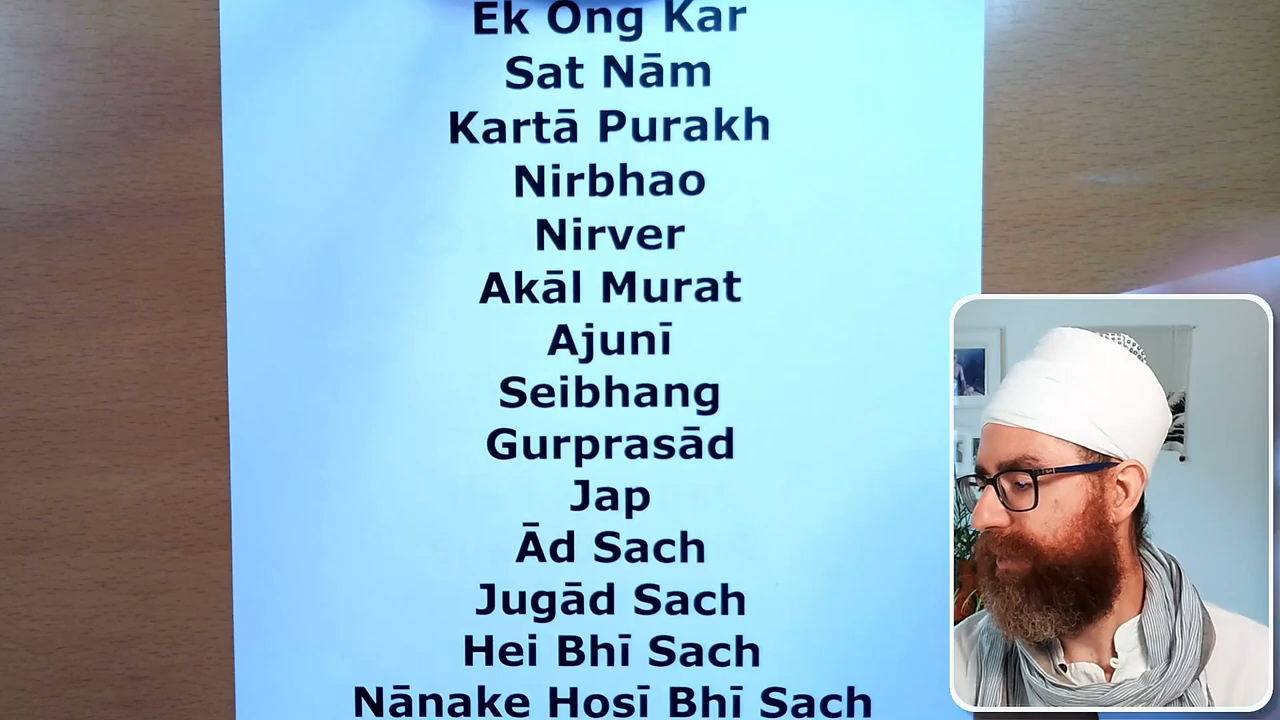 Ek Ong Kar
Sat Nām
Kartā Purakh
Nirbhao
Nirver
Akāl Murat
Ajunī
Seibhang
Gurprasād
Jap
Ād Sach
Jugād Sach
Hei Bhī Sach
Nānake Hosī Bhī Sach